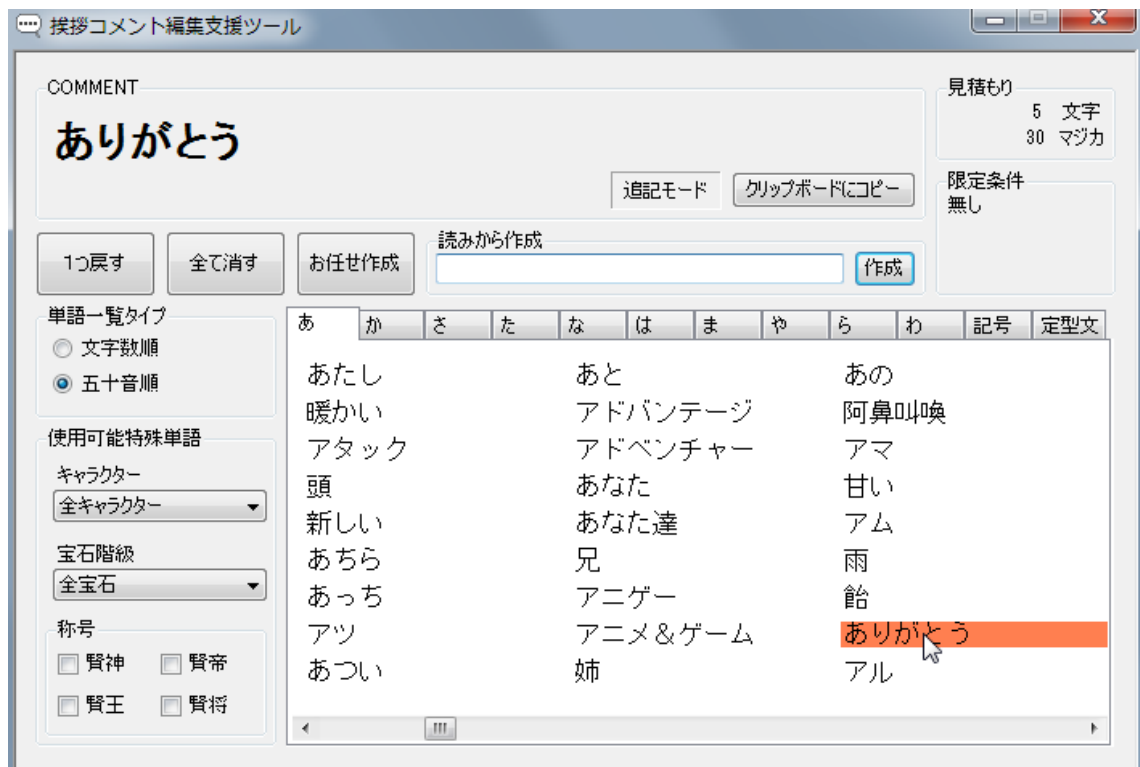 挨拶コメント編集支援ツール
COMMENT
ありがとう
追記モード
クリップボードにコピー
見積もり
5 文字
30 マジカ
限定条件
無し
1つ戻す
全て消す
お任せ作成
読みから作成
作成
単語一覧タイプ
文字数順
五十音順
使用可能特殊単語
キャラクター
全キャラクター
宝石階級
全宝石
称号
賢神 賢帝
賢王 賢将
あ か さ た な は ま や ら わ 記号 定型文
あたし あと あの
暖かい アドバンテージ 阿鼻叫喚
アタック アドベンチャー アマ
頭 あなた 甘い
新しい あなた達 アム
あちら 兄 雨
あっち アニゲー 飴
アツ アニメ&ゲーム ありがとう
あつい 姉 アル